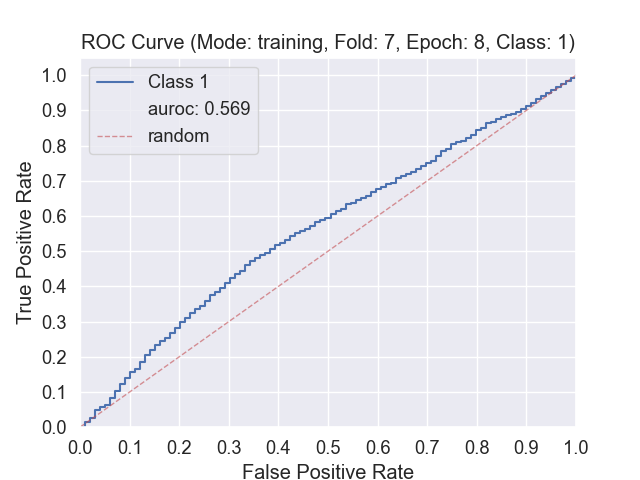 ROC Curve (Mode: training, Fold: 7, Epoch: 8, Class: 1)
1.0
0.9
0.8
0.7
0.6
0.5
0.4
0.3
0.2
0.1
0.0
True Positive Rate
Class 1
auroc: 0.569
random
0.0 0.1 0.2 0.3 0.4 0.5 0.6 0.7 0.8 0.9 1.0
False Positive Rate